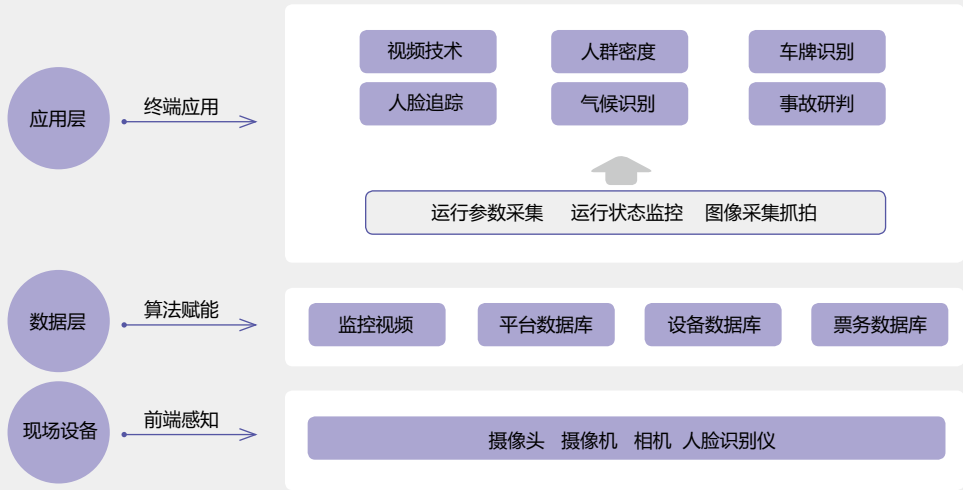 应用层
终端应用
视频技术 人群密度 车牌识别
人脸追踪 气候识别 事故研判
运行参数采集 运行状态监控 图像采集抓拍
数据层
算法赋能
监控视频 平台数据库 设备数据库 票务数据库
现场设备
前端感知
摄像头 摄像机 相机 人脸识别仪